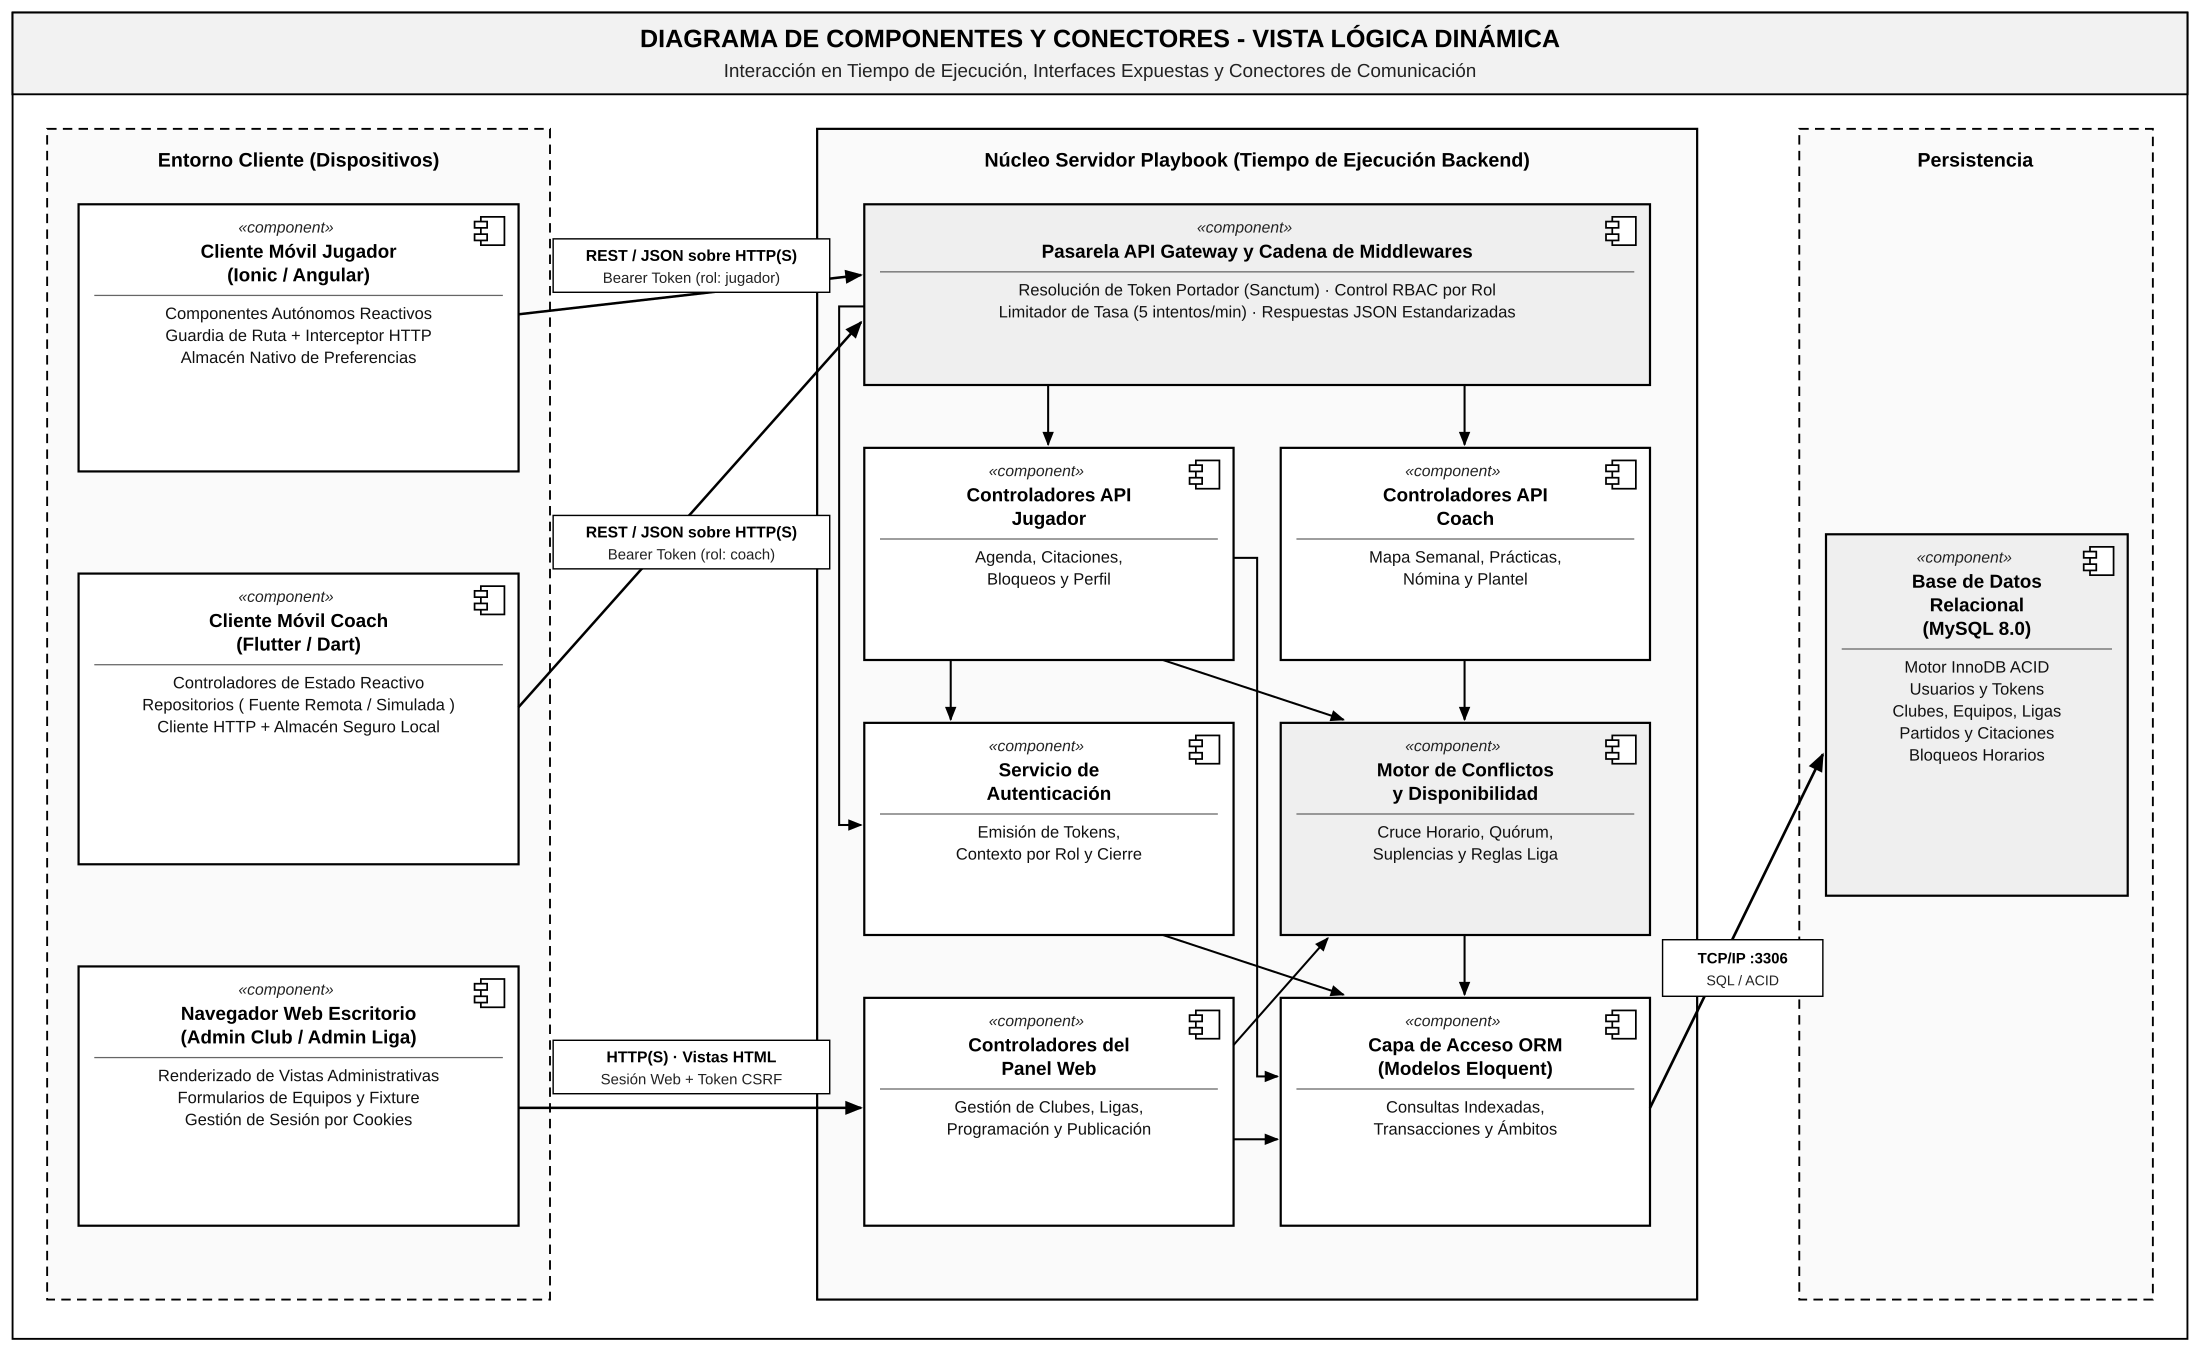 DIAGRAMA DE COMPONENTES Y CONECTORES - VISTA LÓGICA DINÁMICA
Interacción en Tiempo de Ejecución, Interfaces Expuestas y Conectores de Comunicación
Entorno Cliente (Dispositivos)
«component»
Cliente Móvil Jugador
(Ionic / Angular)
Componentes Autónomos Reactivos
Guardia de Ruta + Interceptor HTTP
Almacén Nativo de Preferencias
«component»
Cliente Móvil Coach
(Flutter / Dart)
Controladores de Estado Reactivo
Repositorios ( Fuente Remota / Simulada )
Cliente HTTP + Almacén Seguro Local
«component»
Navegador Web Escritorio
(Admin Club / Admin Liga)
Renderizado de Vistas Administrativas
Formularios de Equipos y Fixture
Gestión de Sesión por Cookies
REST / JSON sobre HTTP(S)
Bearer Token (rol: jugador)
REST / JSON sobre HTTP(S)
Bearer Token (rol: coach)
HTTP(S) · Vistas HTML
Sesión Web + Token CSRF
Núcleo Servidor Playbook (Tiempo de Ejecución Backend)
«component»
Pasarela API Gateway y Cadena de Middlewares
Resolución de Token Portador (Sanctum) · Control RBAC por Rol
Limitador de Tasa (5 intentos/min) · Respuestas JSON Estandarizadas
«component»
Controladores API
Jugador
Agenda, Citaciones,
Bloqueos y Perfil
«component»
Controladores API
Coach
Mapa Semanal, Prácticas,
Nómina y Plantel
«component»
Servicio de
Autenticación
Emisión de Tokens,
Contexto por Rol y Cierre
«component»
Motor de Conflictos
y Disponibilidad
Cruce Horario, Quórum,
Suplencias y Reglas Liga
«component»
Controladores del
Panel Web
Gestión de Clubes, Ligas,
Programación y Publicación
«component»
Capa de Acceso ORM
(Modelos Eloquent)
Consultas Indexadas,
Transacciones y Ámbitos
TCP/IP :3306
SQL / ACID
Persistencia
«component»
Base de Datos
Relacional
(MySQL 8.0)
Motor InnoDB ACID
Usuarios y Tokens
Clubes, Equipos, Ligas
Partidos y Citaciones
Bloqueos Horarios